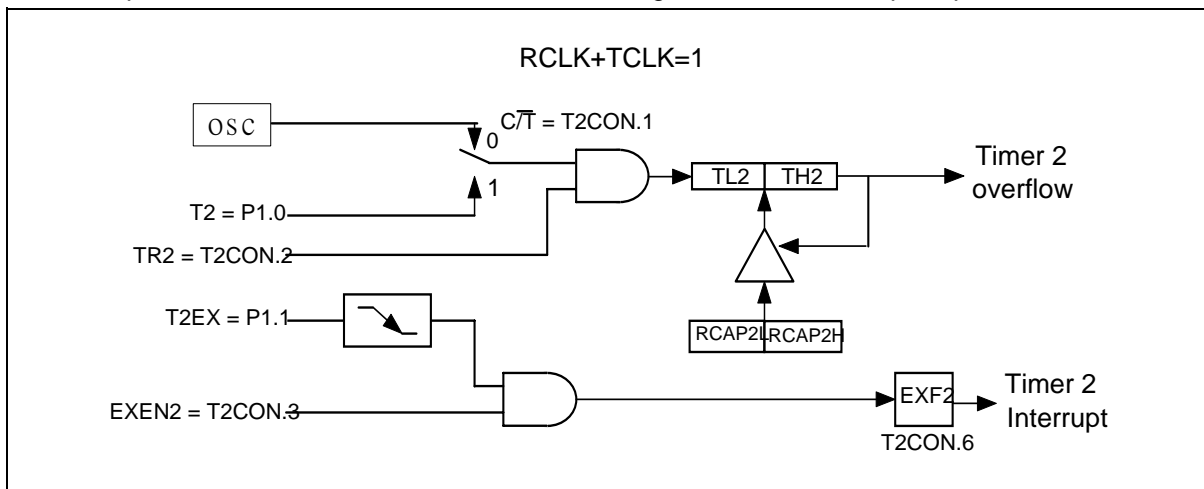 RCLK+TCLK=1
OSC
C/T̅ = T2CON.1
0
1
T2 = P1.0
TR2 = T2CON.2
TL2
TH2
Timer 2
overflow
T2EX = P1.1
RCAP2L
RCAP2H
EXEN2 = T2CON.3
EXF2
T2CON.6
Timer 2
Interrupt